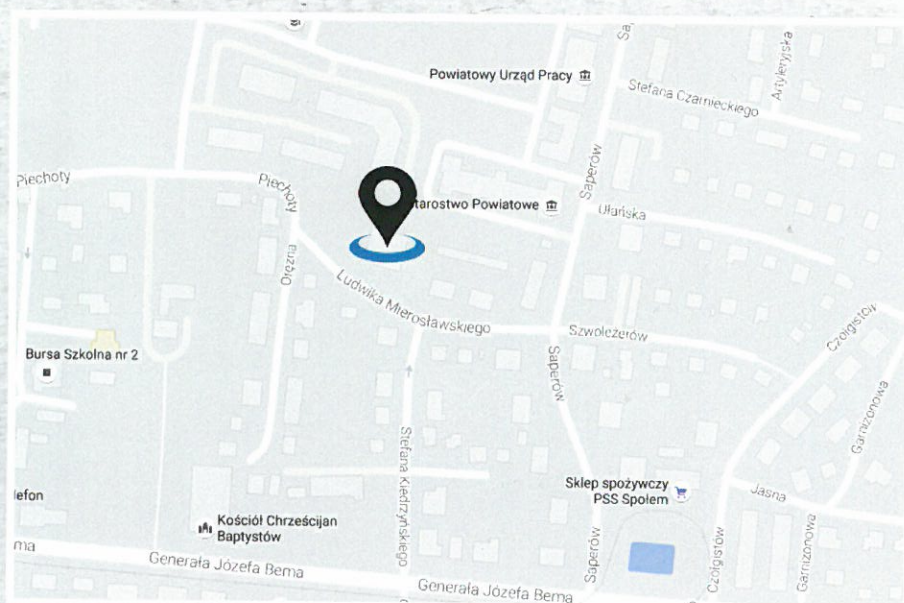 Powiatowy Urząd Pracy
Sa
Artyleryjska
Stefana Czarnieckiego
Piechoty
Piechoty
Saperów
tarostwo Powiatowe
Ułańska
Orzeła
Ludwika Mierosławskiego
Szwoleżerów
Czołgistów
Bursa Szkolna nr 2
Saperów
Garnizonowa
Stefana Kiedrzyńskiego
Sklep spożywczy
PSS Społem
Jasna
lefon
Kościół Chrześcijan
Baptystów
ma
Generała Józefa Bema
Generała Józefa Bema
Saperów
Czołgistów
Garnizonowa